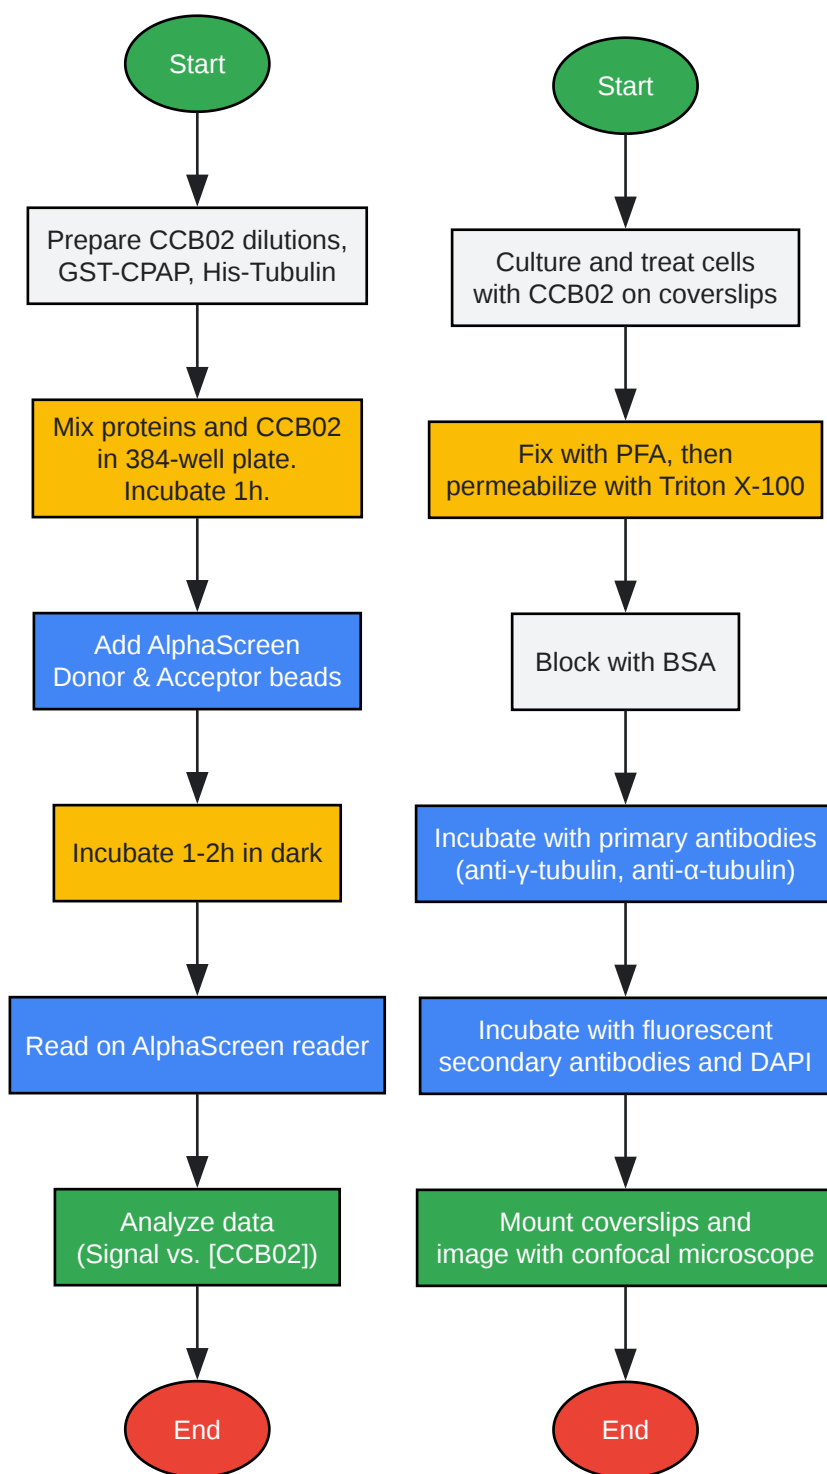 Start
Prepare CCB02 dilutions,
GST-CPAP, His-Tubulin
Mix proteins and CCB02
in 384-well plate.
Incubate 1h.
Add AlphaScreen
Donor & Acceptor beads
Incubate 1-2h in dark
Read on AlphaScreen reader
Analyze data
(Signal vs. [CCB02])
End
Start
Culture and treat cells
with CCB02 on coverslips
Fix with PFA, then
permeabilize with Triton X-100
Block with BSA
Incubate with primary antibodies
(anti-γ-tubulin, anti-α-tubulin)
Incubate with fluorescent
secondary antibodies and DAPI
Mount coverslips and
image with confocal microscope
End